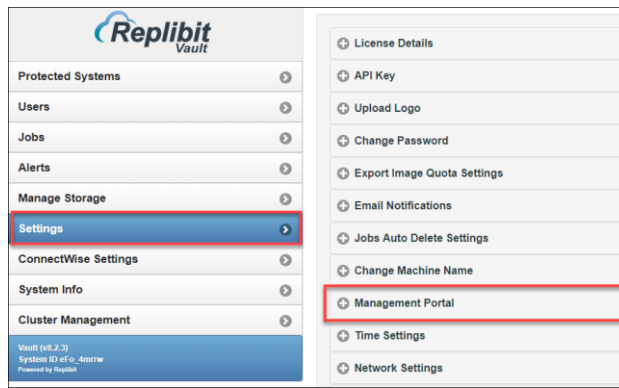 Replibit
Vault
Protected Systems
Users
Jobs
Alerts
Manage Storage
Settings
ConnectWise Settings
System Info
Cluster Management
Vault (v8.2.3)
System ID eFo_4mrrw
Powered by Replibit
License Details
API Key
Upload Logo
Change Password
Export Image Quota Settings
Email Notifications
Jobs Auto Delete Settings
Change Machine Name
Management Portal
Time Settings
Network Settings